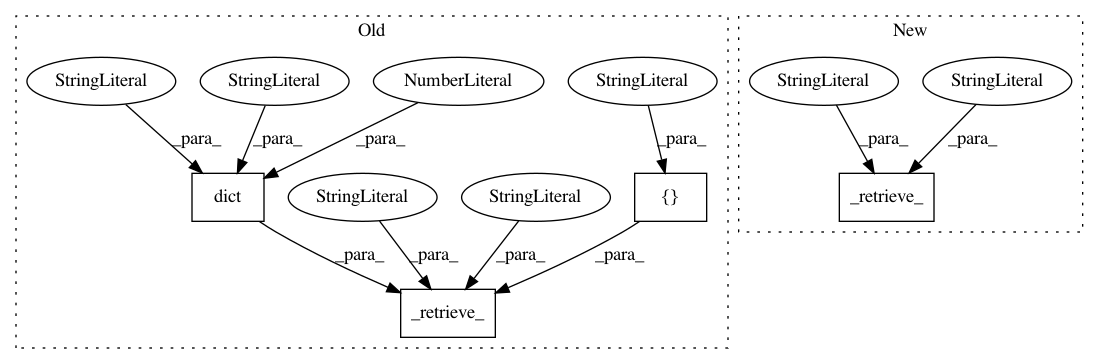 Old
New
StringLiteral
StringLiteral
NumberLiteral
StringLiteral
StringLiteral
StringLiteral
_para_
_para_
_para_
_para_
_para_
_para_
dict
StringLiteral
StringLiteral
{}
_retrieve_
_para_
_para_
_para_
_para_
_retrieve_